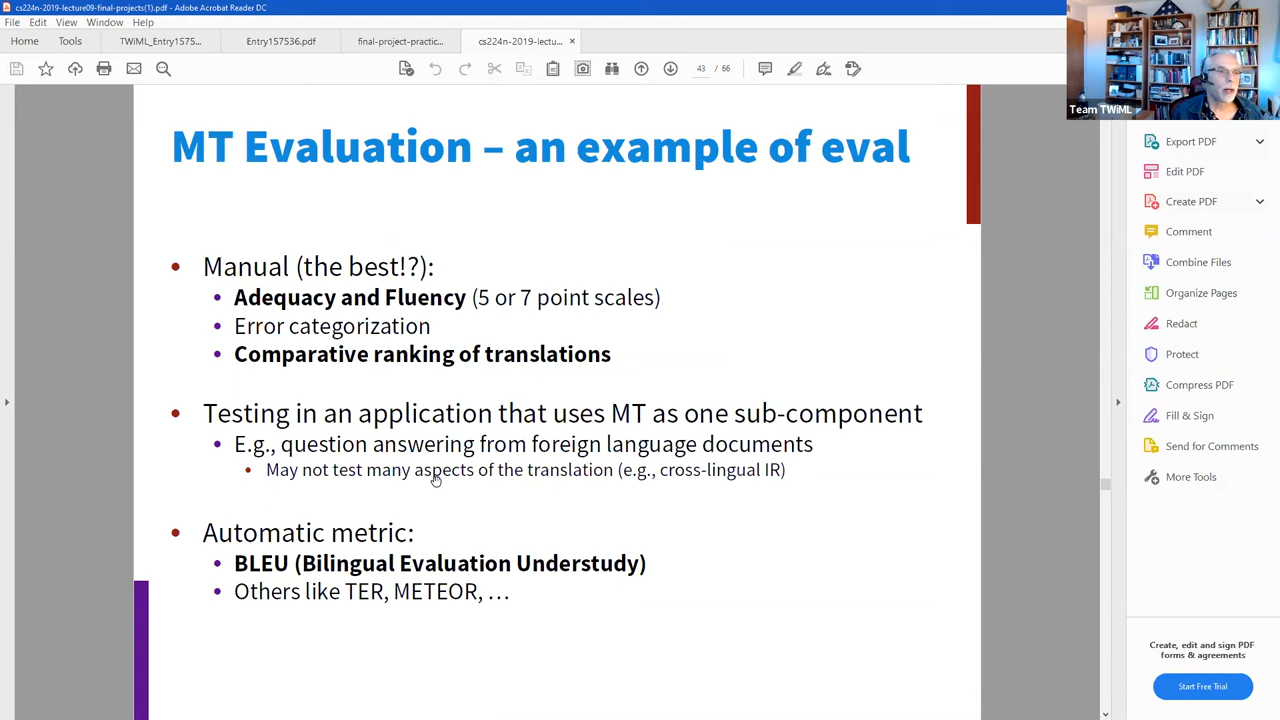 cs224n-2019-lecture09-final-projects(1).pdf - Adobe Acrobat Reader DC
File Edit View Window Help
Home Tools TWiML_Entry1575... Entry157536.pdf final-project-practic... cs224n-2019-lectu... ×
43 / 66
Team TWiML
MT Evaluation – an example of eval
• Manual (the best!?):
• Adequacy and Fluency (5 or 7 point scales)
• Error categorization
• Comparative ranking of translations
• Testing in an application that uses MT as one sub-component
• E.g., question answering from foreign language documents
• May not test many aspects of the translation (e.g., cross-lingual IR)
• Automatic metric:
• BLEU (Bilingual Evaluation Understudy)
• Others like TER, METEOR, …
Export PDF
Edit PDF
Create PDF
Comment
Combine Files
Organize Pages
Redact
Protect
Compress PDF
Fill & Sign
Send for Comments
More Tools
Create, edit and sign PDF
forms & agreements
Start Free Trial